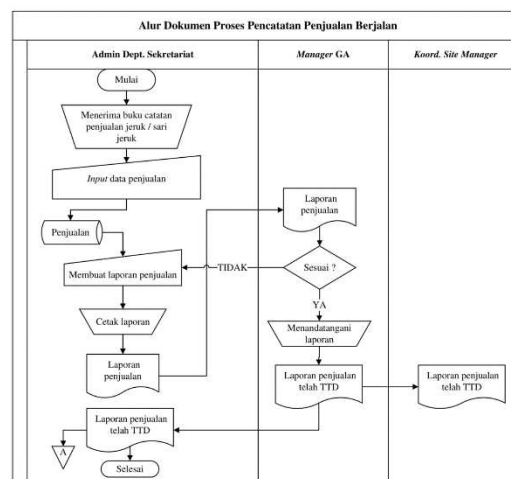 Alur Dokumen Proses Pencatatan Penjualan Berjalan
Admin Dept. Sekretariat
Manager GA
Koord. Site Manager
Mulai
Menerima buku catatan
penjualan jeruk / sari
jeruk
Input data penjualan
Penjualan
Membuat laporan penjualan
Cetak laporan
Laporan
penjualan
Laporan penjualan
telah TTD
A
Selesai
Laporan
penjualan
Sesuai ?
TIDAK
YA
Menandatangani
laporan
Laporan penjualan
telah TTD
Laporan penjualan
telah TTD